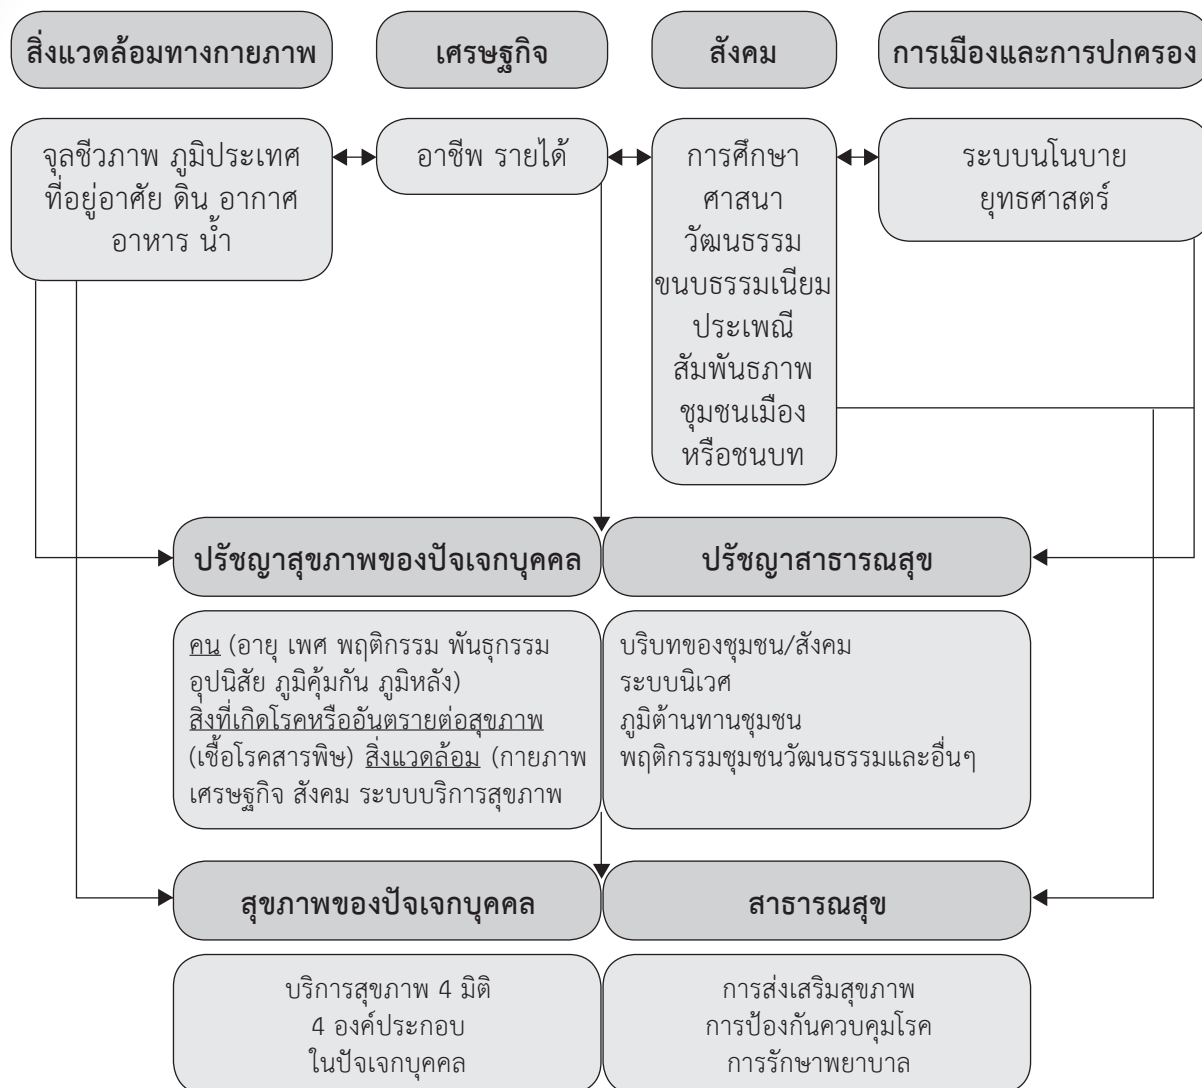 สิ่งแวดล้อมทางกายภาพ
เศรษฐกิจ
สังคม
การเมืองและการปกครอง
จุลชีวภาพ ภูมิประเทศ
ที่อยู่อาศัย ดิน อากาศ
อาหาร น้ำ
อาชีพ รายได้
การศึกษา
ศาสนา
วัฒนธรรม
ขนบธรรมเนียม
ประเพณี
สัมพันธภาพ
ชุมชนเมือง
หรือชนบท
ระบบนโนบาย
ยุทธศาสตร์
ปรัชญาสุขภาพของปัจเจกบุคคล
ปรัชญาสาธารณสุข
คน (อายุ เพศ พฤติกรรม พันธุกรรม
อุปนิสัย ภูมิคุ้มกัน ภูมิหลัง)
สิ่งที่เกิดโรคหรืออันตรายต่อสุขภาพ
(เชื้อโรคสารพิษ) สิ่งแวดล้อม (กายภาพ
เศรษฐกิจ สังคม ระบบบริการสุขภาพ
บริบทของชุมชน/สังคม
ระบบนิเวศ
ภูมิต้านทานชุมชน
พฤติกรรมชุมชนวัฒนธรรมและอื่นๆ
สุขภาพของปัจเจกบุคคล
สาธารณสุข
บริการสุขภาพ 4 มิติ
4 องค์ประกอบ
ในปัจเจกบุคคล
การส่งเสริมสุขภาพ
การป้องกันควบคุมโรค
การรักษาพยาบาล